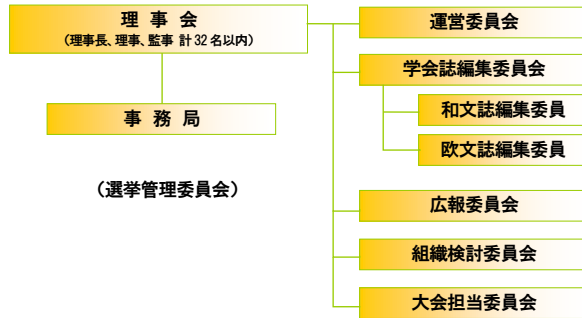 理事会
（理事長、理事、監事 計32名以内）
事務局
（選挙管理委員会）
運営委員会
学会誌編集委員会
和文誌編集委員
欧文誌編集委員
広報委員会
組織検討委員会
大会担当委員会